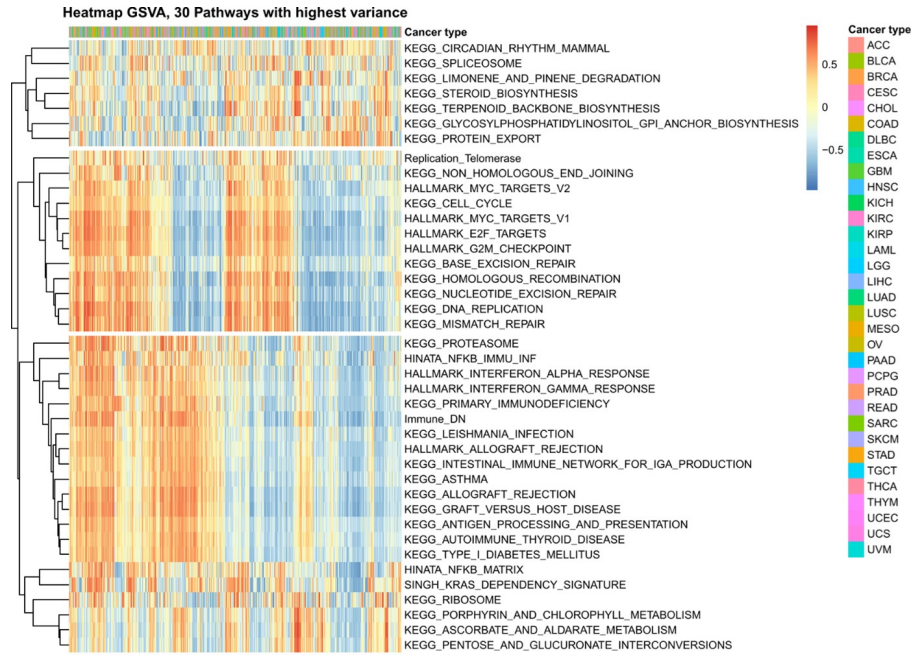 Heatmap GSVA, 30 Pathways with highest variance
Cancer type
KEGG_CIRCADIAN_RHYTHM_MAMMAL
KEGG_SPLICEOSOME
KEGG_LIMONENE_AND_PINENE_DEGRADATION
KEGG_STEROID_BIOSYNTHESIS
KEGG_TERPENOID_BACKBONE_BIOSYNTHESIS
KEGG_GLYCOSYLPHOSPHATIDYLINOSITOL_GPI_ANCHOR_BIOSYNTHESIS
KEGG_PROTEIN_EXPORT
Replication_Telomerase
KEGG_NON_HOMOLOGOUS_END_JOINING
HALLMARK_MYC_TARGETS_V2
KEGG_CELL_CYCLE
HALLMARK_MYC_TARGETS_V1
HALLMARK_E2F_TARGETS
HALLMARK_G2M_CHECKPOINT
KEGG_BASE_EXCISION_REPAIR
KEGG_HOMOLOGOUS_RECOMBINATION
KEGG_NUCLEOTIDE_EXCISION_REPAIR
KEGG_DNA_REPLICATION
KEGG_MISMATCH_REPAIR
KEGG_PROTEASOME
HINATA_NFKB_IMMU_INF
HALLMARK_INTERFERON_ALPHA_RESPONSE
HALLMARK_INTERFERON_GAMMA_RESPONSE
KEGG_PRIMARY_IMMUNODEFICIENCY
Immune_DN
KEGG_LEISHMANIA_INFECTION
HALLMARK_ALLOGRAFT_REJECTION
KEGG_INTESTINAL_IMMUNE_NETWORK_FOR_IGA_PRODUCTION
KEGG_ASTHMA
KEGG_ALLOGRAFT_REJECTION
KEGG_GRAFT_VERSUS_HOST_DISEASE
KEGG_ANTIGEN_PROCESSING_AND_PRESENTATION
KEGG_AUTOIMMUNE_THYROID_DISEASE
KEGG_TYPE_I_DIABETES_MELLITUS
HINATA_NFKB_MATRIX
SINGH_KRAS_DEPENDENCY_SIGNATURE
KEGG_RIBOSOME
KEGG_PORPHYRIN_AND_CHLOROPHYLL_METABOLISM
KEGG_ASCORBATE_AND_ALDARATE_METABOLISM
KEGG_PENTOSE_AND_GLUCURONATE_INTERCONVERSIONS
0.5
0
−0.5
Cancer type
ACC
BLCA
BRCA
CESC
CHOL
COAD
DLBC
ESCA
GBM
HNSC
KICH
KIRC
KIRP
LAML
LGG
LIHC
LUAD
LUSC
MESO
OV
PAAD
PCPG
PRAD
READ
SARC
SKCM
STAD
TGCT
THCA
THYM
UCEC
UCS
UVM